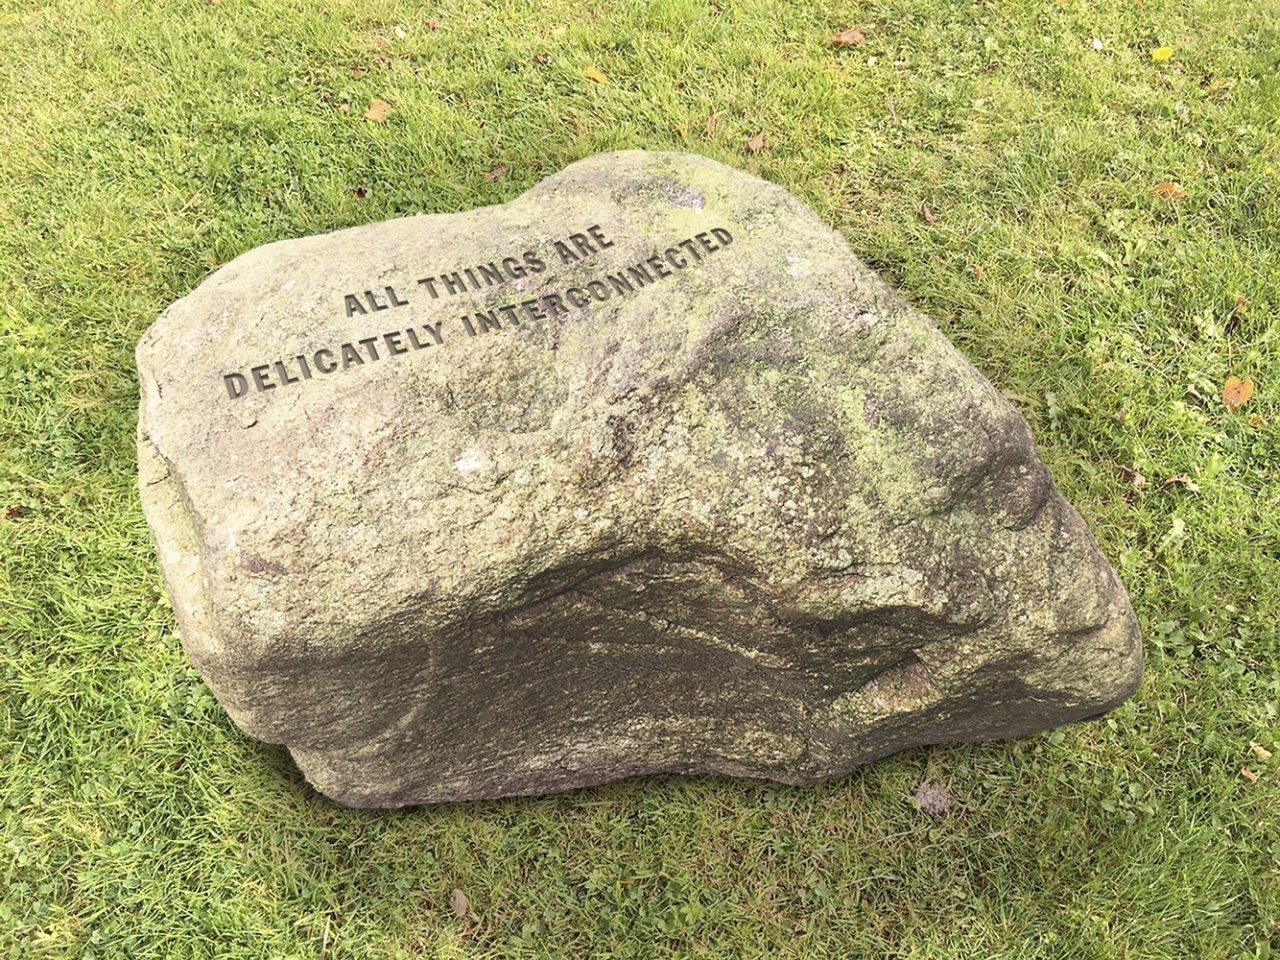 ALL THINGS ARE
DELICATELY INTERCONNECTED